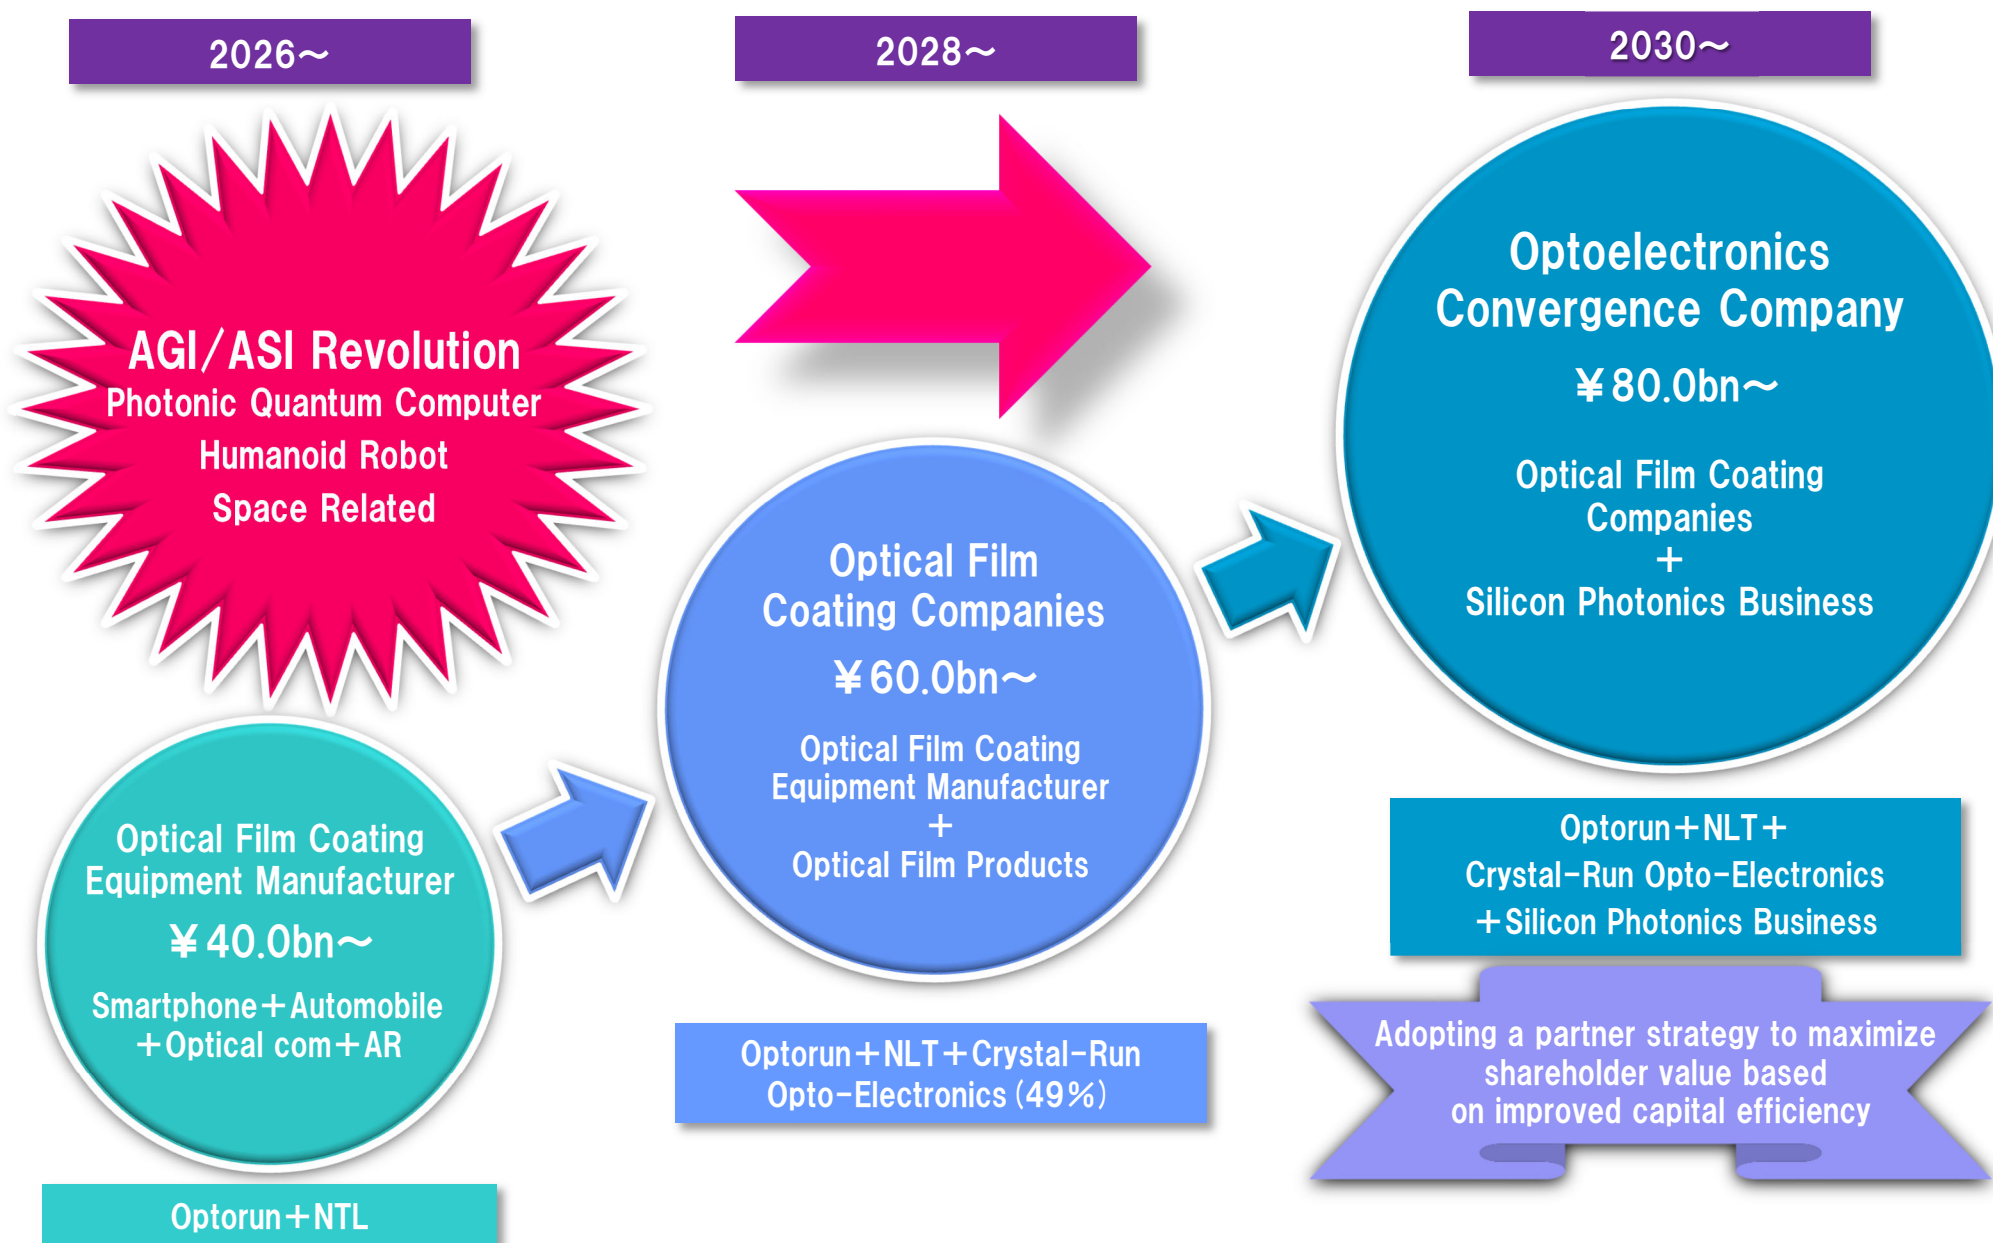 2026～
2028～
2030～
AGI/ASI Revolution
Photonic Quantum Computer
Humanoid Robot
Space Related
Optical Film Coating
Equipment Manufacturer
￥40.0bn～
Smartphone＋Automobile
＋Optical com＋AR
Optorun＋NTL
Optical Film
Coating Companies
￥60.0bn～
Optical Film Coating
Equipment Manufacturer
＋
Optical Film Products
Optorun＋NLT＋Crystal-Run
Opto-Electronics（49％）
Optoelectronics
Convergence Company
￥80.0bn～
Optical Film Coating
Companies
＋
Silicon Photonics Business
Optorun＋NLT＋
Crystal-Run Opto-Electronics
＋Silicon Photonics Business
Adopting a partner strategy to maximize
shareholder value based
on improved capital efficiency